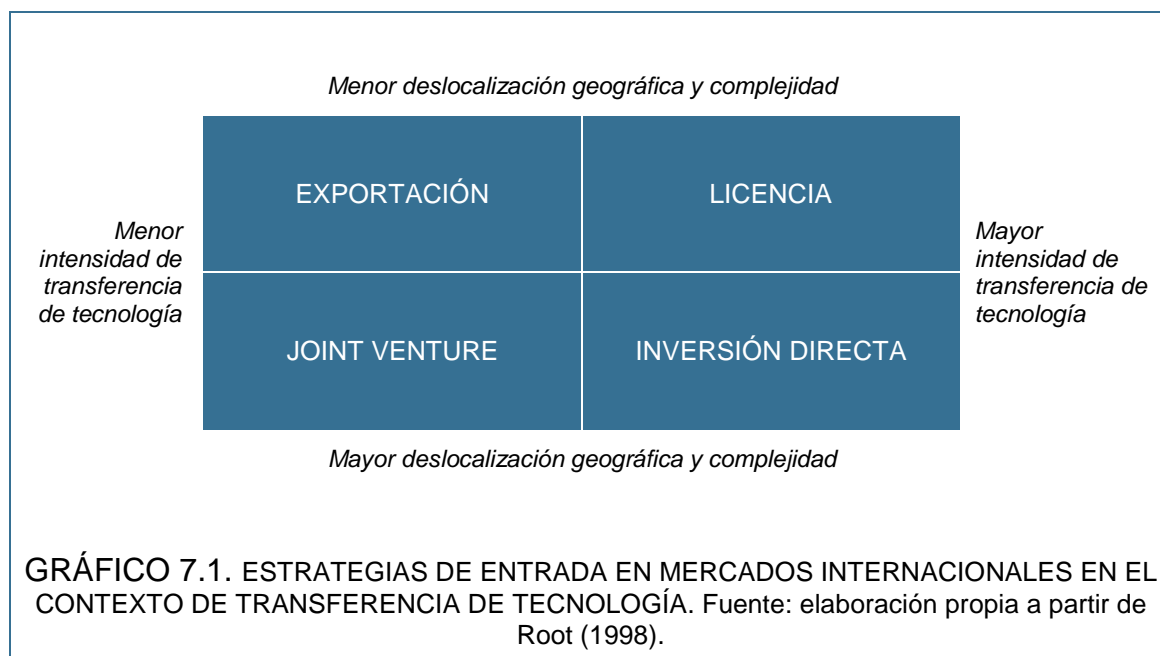 Menor deslocalización geográfica y complejidad
EXPORTACIÓN
LICENCIA
Menor
intensidad de
transferencia
de tecnología
Mayor
intensidad de
transferencia de
tecnología
JOINT VENTURE
INVERSIÓN DIRECTA
Mayor deslocalización geográfica y complejidad
GRÁFICO 7.1. ESTRATEGIAS DE ENTRADA EN MERCADOS INTERNACIONALES EN EL
CONTEXTO DE TRANSFERENCIA DE TECNOLOGÍA. Fuente: elaboración propia a partir de
Root (1998).